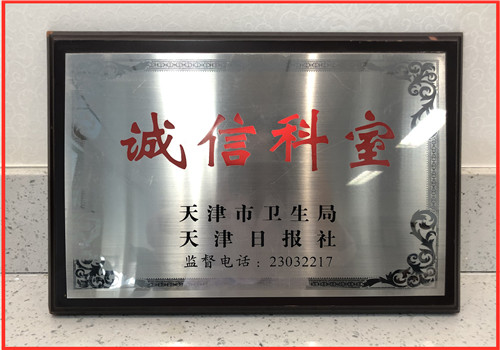 诚信科室
天津市卫生局
天津日报社
监督电话：23032217